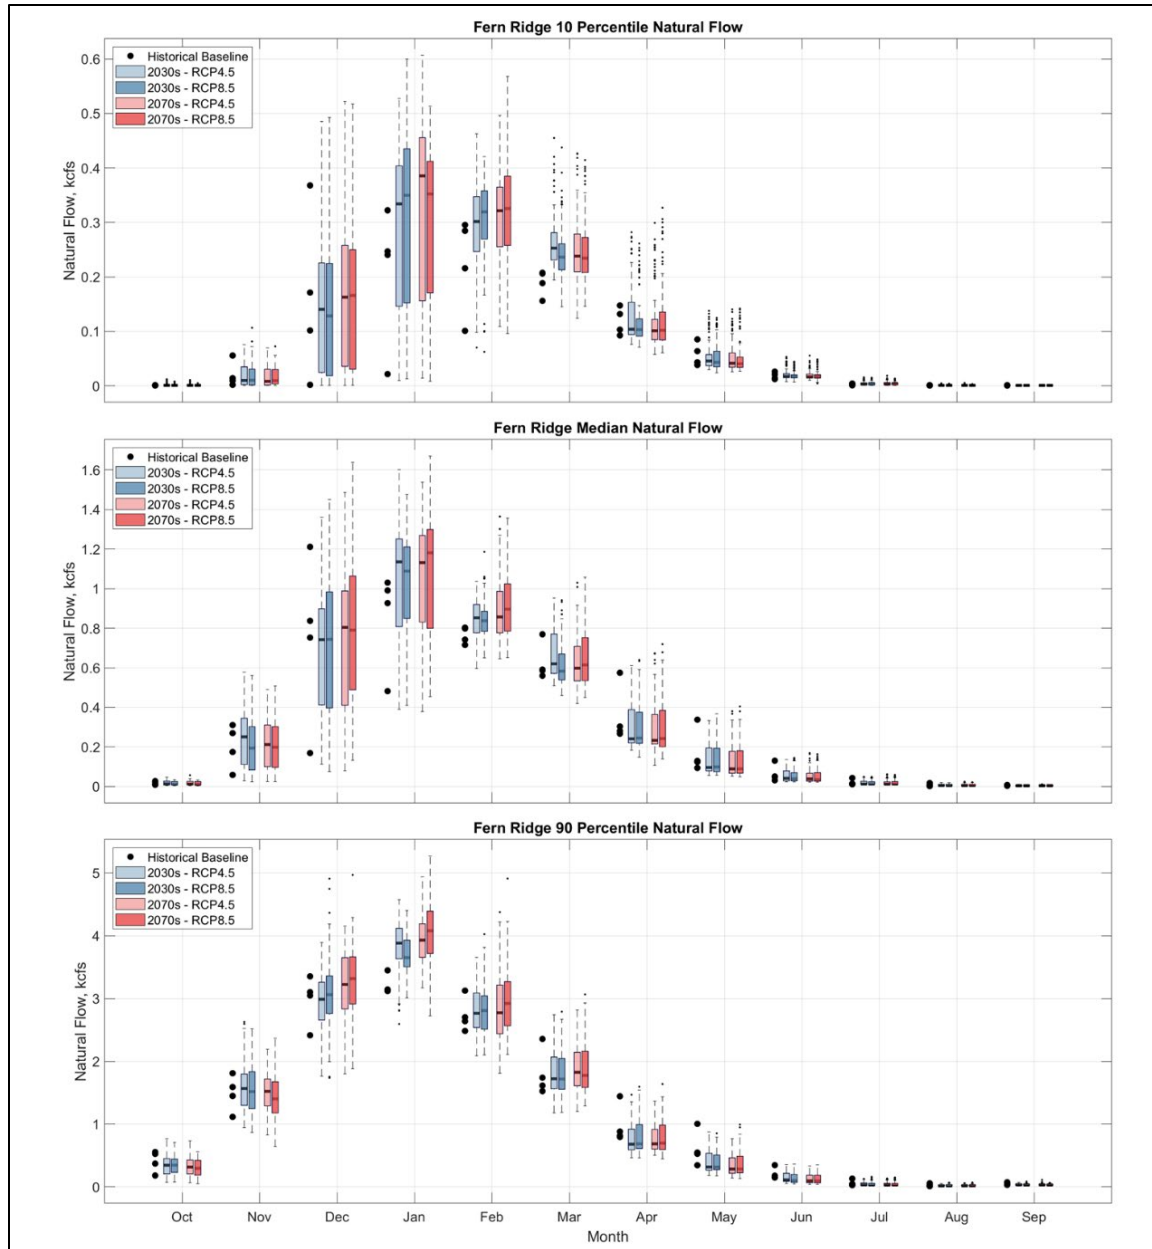 Fern Ridge 10 Percentile Natural Flow
Historical Baseline
2030s - RCP4.5
2030s - RCP8.5
2070s - RCP4.5
2070s - RCP8.5
0.6
0.5
0.4
0.3
0.2
0.1
0
Natural Flow, kcfs
Fern Ridge Median Natural Flow
Historical Baseline
2030s - RCP4.5
2030s - RCP8.5
2070s - RCP4.5
2070s - RCP8.5
1.6
1.4
1.2
1
0.8
0.6
0.4
0.2
0
Natural Flow, kcfs
Fern Ridge 90 Percentile Natural Flow
Historical Baseline
2030s - RCP4.5
2030s - RCP8.5
2070s - RCP4.5
2070s - RCP8.5
5
4
3
2
1
0
Natural Flow, kcfs
Oct Nov Dec Jan Feb Mar Apr May Jun Jul Aug Sep
Month